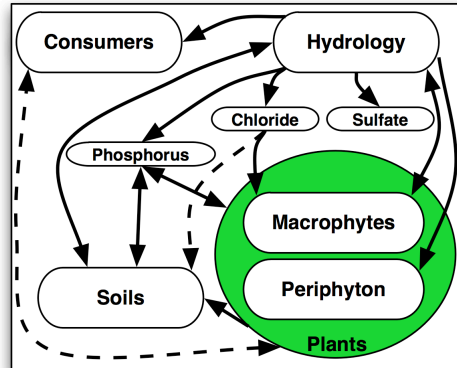 Consumers
Hydrology
Chloride
Sulfate
Phosphorus
Macrophytes
Soils
Periphyton
Plants